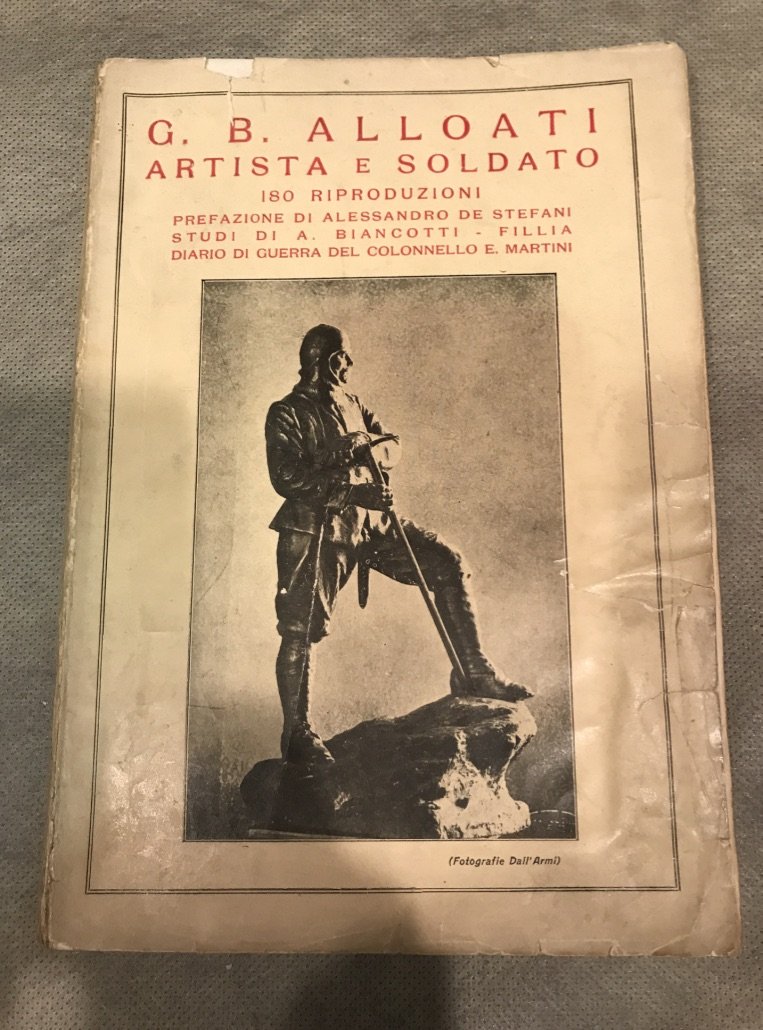 G. B. ALLOATI
ARTISTA E SOLDATO
180 RIPRODUZIONI
PREFAZIONE DI ALESSANDRO DE STEFANI
STUDI DI A. BIANCOTTI - FILLIA
DIARIO DI GUERRA DEL COLONNELLO E. MARTINI
(Fotografie Dall'Armi)